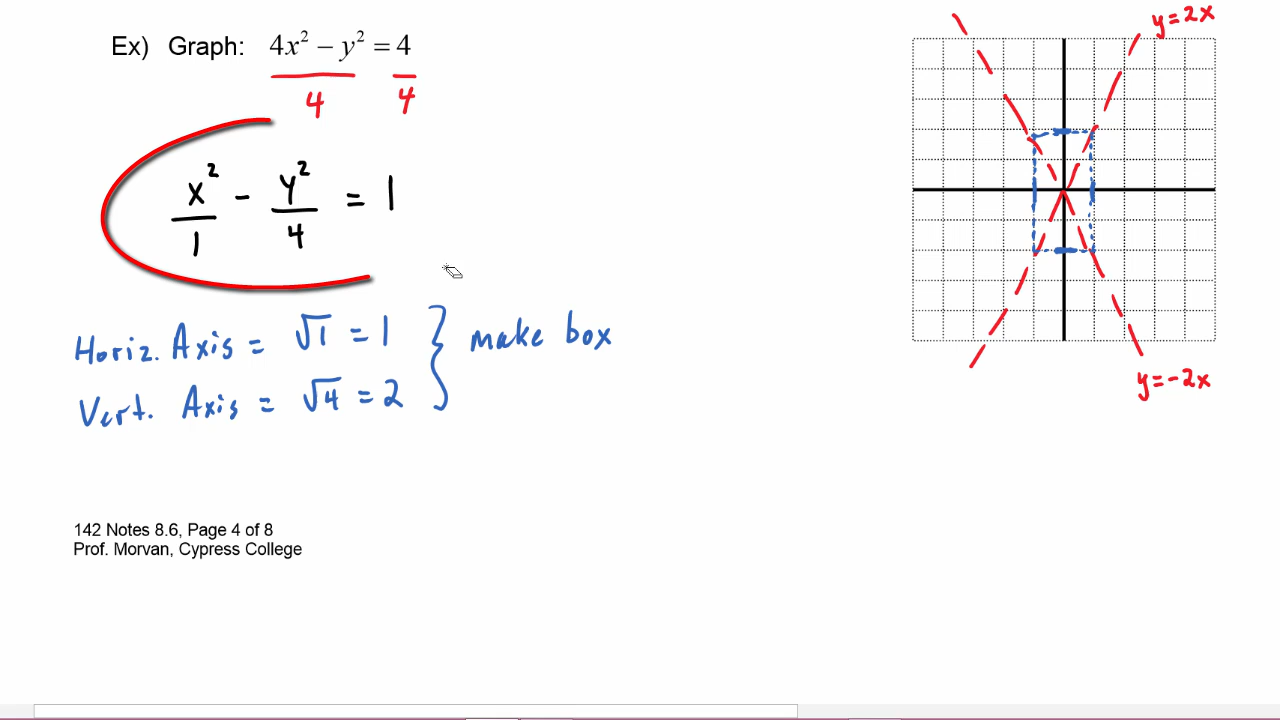 Ex) Graph: 4x² − y² = 4
4 4
x²/1 - y²/4 = 1
Horiz. Axis = √1 = 1 } make box
Vert. Axis = √4 = 2
y=2x
y=-2x
142 Notes 8.6, Page 4 of 8
Prof. Morvan, Cypress College